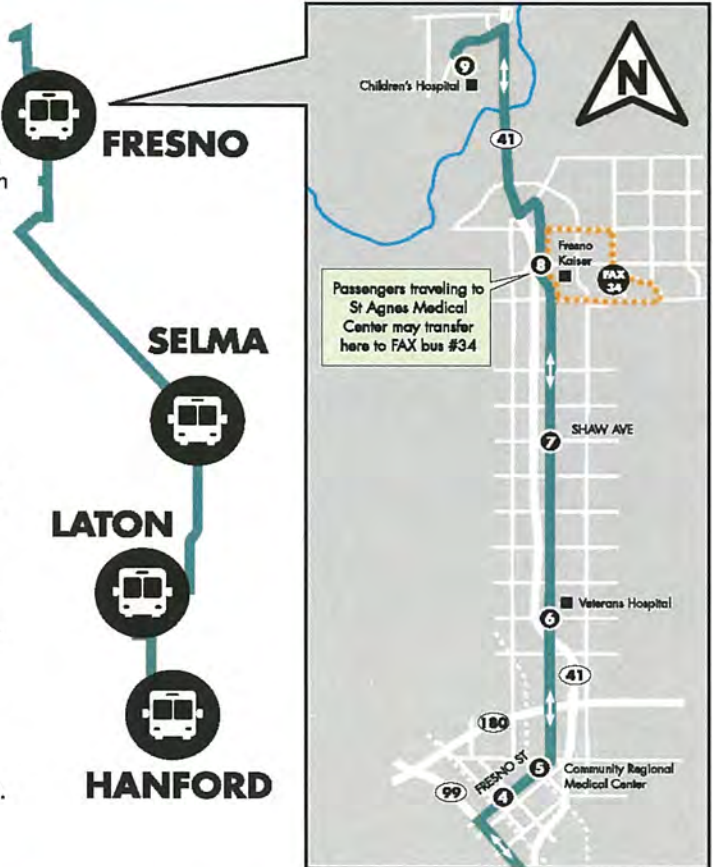 FRESNO
SELMA
LATON
HANFORD
N
9
Children's Hospital
41
8
Fresno
Kaiser
FAX
34
Passengers traveling to
St Agnes Medical
Center may transfer
here to FAX bus #34
7
SHAW AVE
6
Veterans Hospital
41
180
5
Community Regional
Medical Center
FRESNO ST
4
99